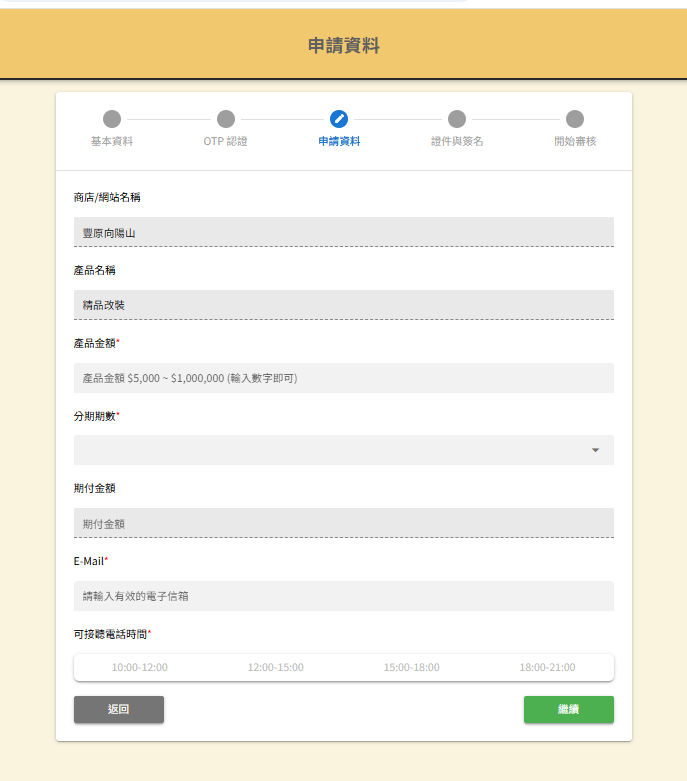 申請資料
基本資料
OTP 認證
申請資料
證件與簽名
開始審核
商店/網站名稱
豐原向陽山
產品名稱
精品改裝
產品金額*
產品金額 $5,000 ~ $1,000,000 (輸入數字即可)
分期期數*
期付金額
期付金額
E-Mail*
請輸入有效的電子信箱
可接聽電話時間*
10:00-12:00
12:00-15:00
15:00-18:00
18:00-21:00
返回
繼續